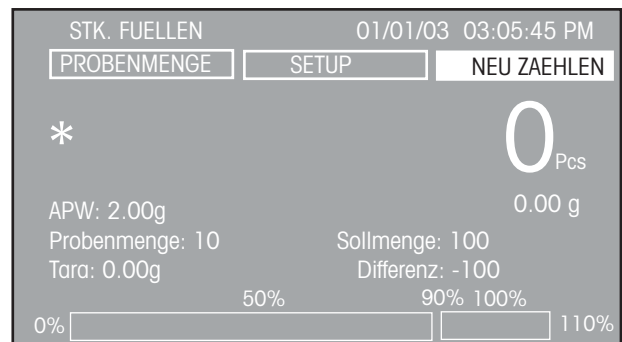 STK. FUELLEN 01/01/03 03:05:45 PM
PROBENMENGE SETUP NEU ZAEHLEN
* 0 Pcs
APW: 2.00g 0.00 g
Probenmenge: 10 Sollmenge: 100
Tara: 0.00g Differenz: -100
50% 90% 100%
0% 110%